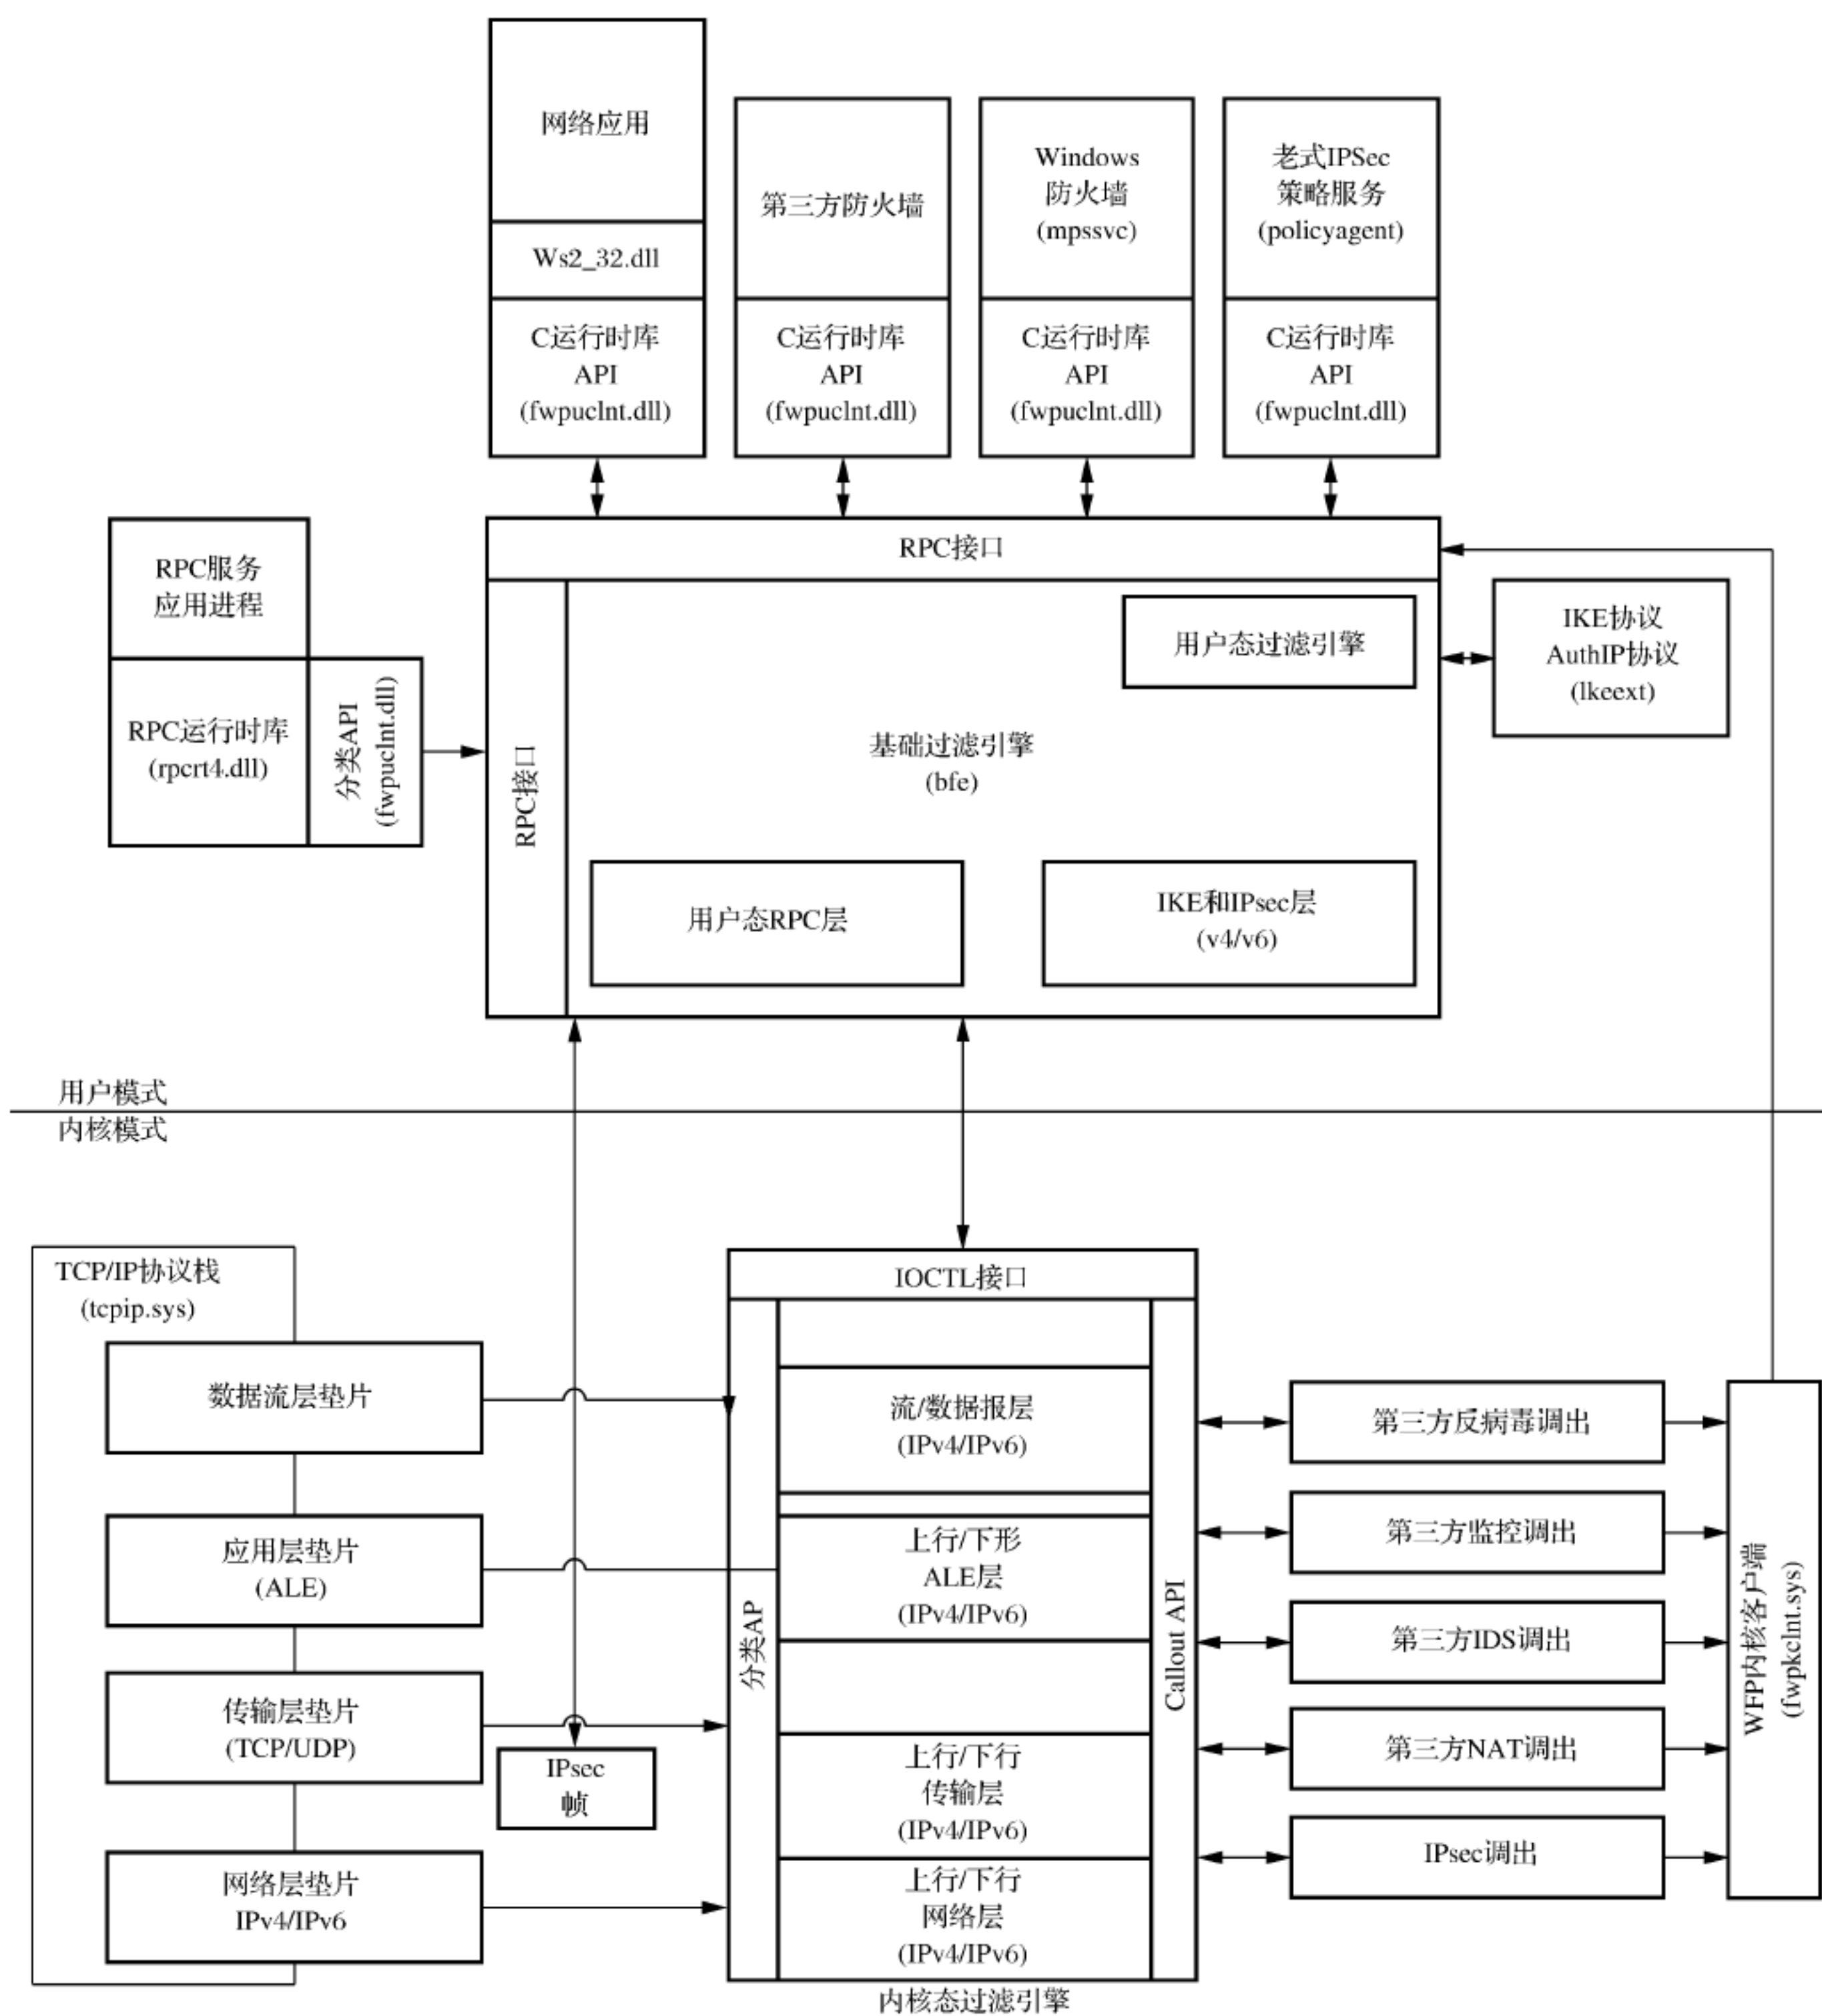 网络应用
Ws2_32.dll
C运行时库
API
(fwpuclnt.dll)
第三方防火墙
C运行时库
API
(fwpuclnt.dll)
Windows
防火墙
(mpssvc)
C运行时库
API
(fwpuclnt.dll)
老式IPSec
策略服务
(policyagent)
C运行时库
API
(fwpuclnt.dll)
RPC服务
应用进程
RPC运行时库
(rpcrt4.dll)
分类API
(fwpuclnt.dll)
RPC接口
RPC接口
用户态过滤引擎
基础过滤引擎
(bfe)
用户态RPC层
IKE和IPsec层
(v4/v6)
IKE协议
AuthIP协议
(lkeext)
用户模式
内核模式
TCP/IP协议栈
(tcpip.sys)
数据流层垫片
应用层垫片
(ALE)
传输层垫片
(TCP/UDP)
网络层垫片
IPv4/IPv6
IPsec
帧
IOCTL接口
分类AP
流/数据报层
(IPv4/IPv6)
上行/下形
ALE层
(IPv4/IPv6)
上行/下行
传输层
(IPv4/IPv6)
上行/下行
网络层
(IPv4/IPv6)
Callout API
内核态过滤引擎
第三方反病毒调出
第三方监控调出
第三方IDS调出
第三方NAT调出
IPsec调出
WFP内核客户端
(fwpkclnt.sys)